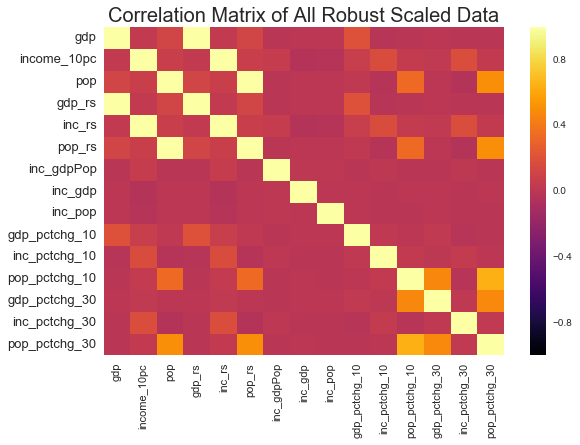 Correlation Matrix of All Robust Scaled Data
gdp
income_10pc
pop
gdp_rs
inc_rs
pop_rs
inc_gdpPop
inc_gdp
inc_pop
gdp_pctchg_10
inc_pctchg_10
pop_pctchg_10
gdp_pctchg_30
inc_pctchg_30
pop_pctchg_30
gdp
income_10pc
pop
gdp_rs
inc_rs
pop_rs
inc_gdpPop
inc_gdp
inc_pop
gdp_pctchg_10
inc_pctchg_10
pop_pctchg_10
gdp_pctchg_30
inc_pctchg_30
pop_pctchg_30
0.8
0.4
0.0
−0.4
−0.8